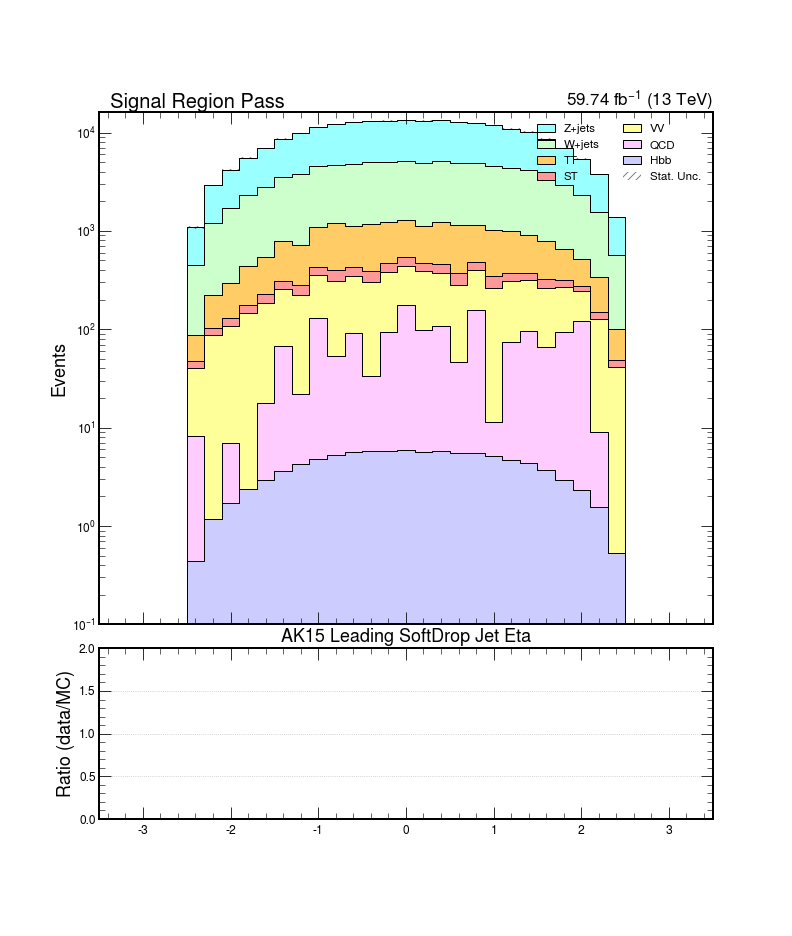 Signal Region Pass
59.74 fb⁻¹ (13 TeV)
Z+jets
W+jets
TT
ST
VV
QCD
Hbb
Stat. Unc.
Events
10⁴
10³
10²
10¹
10⁰
10⁻¹
AK15 Leading SoftDrop Jet Eta
Ratio (data/MC)
2.0
1.5
1.0
0.5
0.0
-3 -2 -1 0 1 2 3